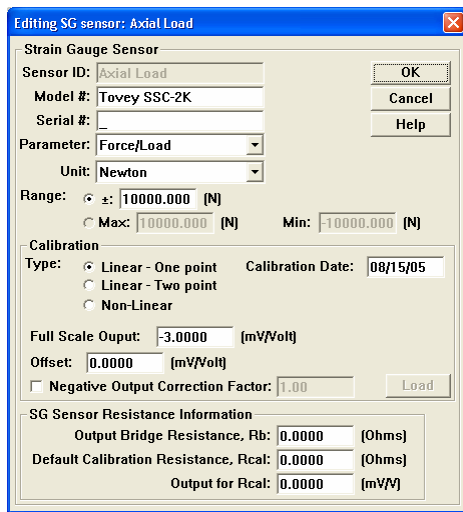 Editing SG sensor: Axial Load
Strain Gauge Sensor
Sensor ID: Axial Load
OK
Model #: Tovey SSC-2K
Cancel
Serial #: _
Help
Parameter: Force/Load
Unit: Newton
Range: ±: 10000.000 (N)
Max: 10000.000 (N) Min: -10000.000 (N)
Calibration
Type: Linear - One point Calibration Date: 08/15/05
Linear - Two point
Non-Linear
Full Scale Ouput: -3.0000 (mV/Volt)
Offset: 0.0000 (mV/Volt)
Negative Output Correction Factor: 1.00 Load
SG Sensor Resistance Information
Output Bridge Resistance, Rb: 0.0000 (Ohms)
Default Calibration Resistance, Rcal: 0.0000 (Ohms)
Output for Rcal: 0.0000 (mV/V)